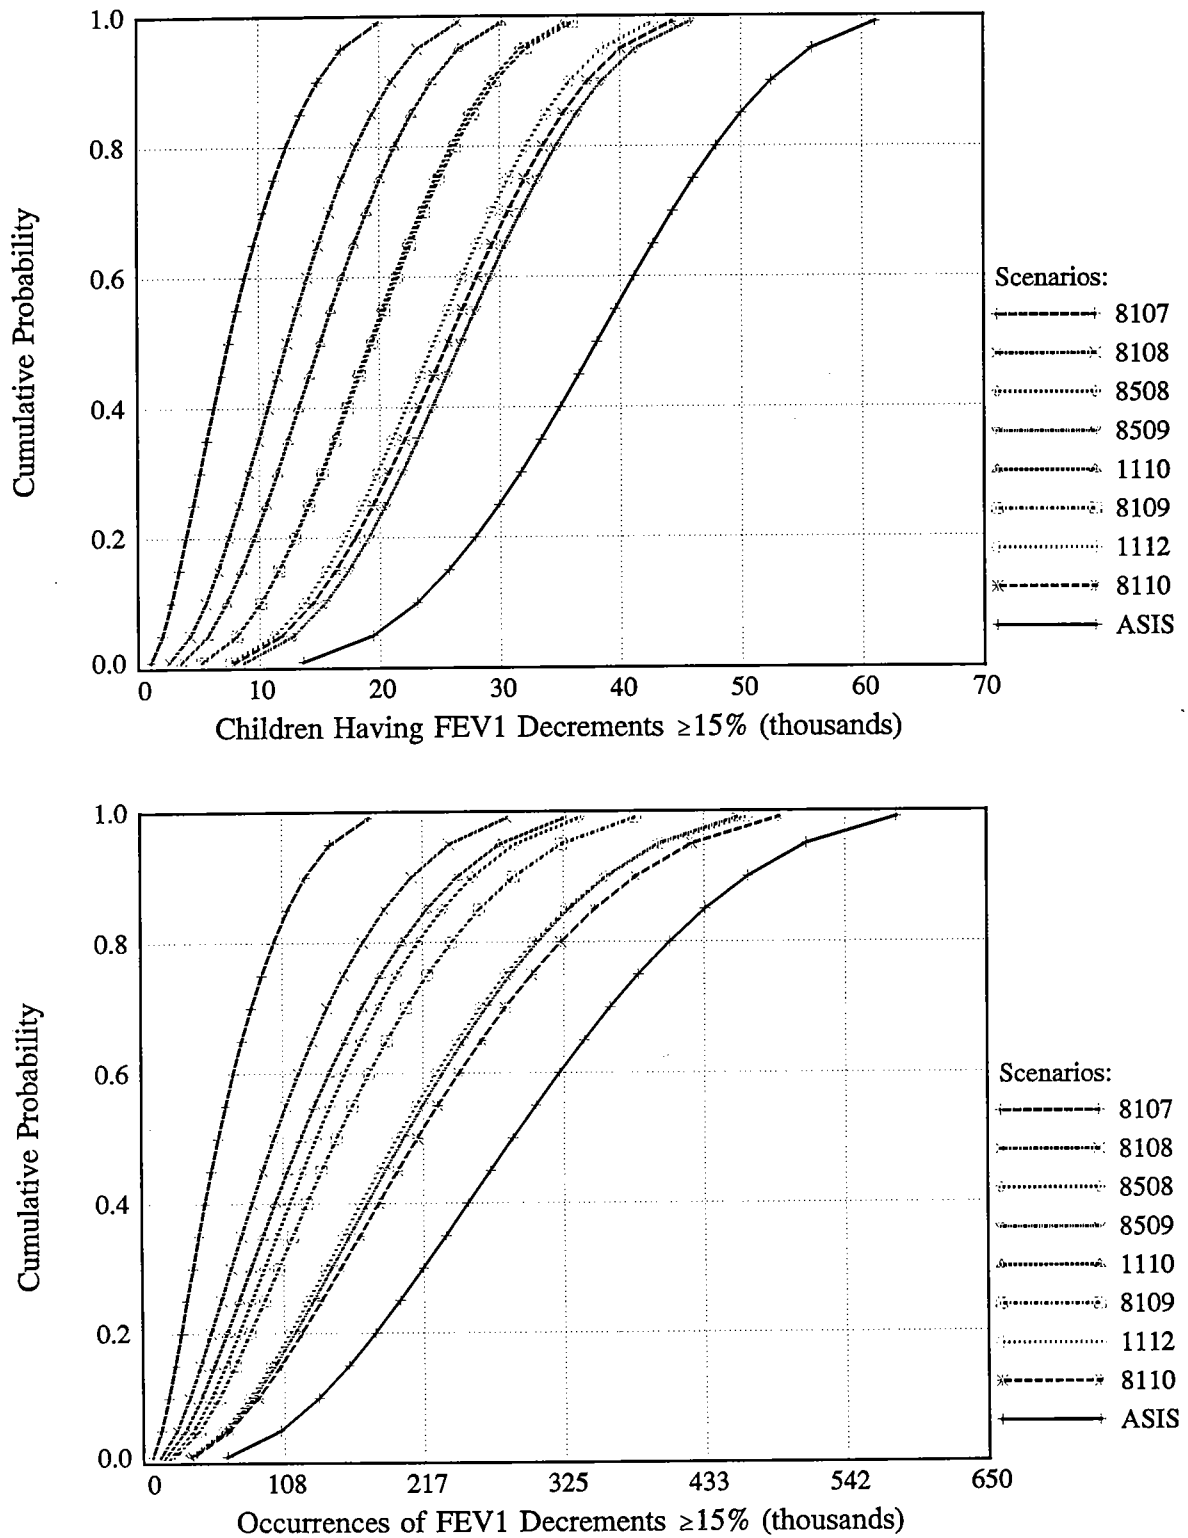 1.0
0.8
0.6
0.4
0.2
0.0
Cumulative Probability
0 10 20 30 40 50 60 70
Children Having FEV1 Decrements ≥15% (thousands)
Scenarios:
8107
8108
8508
8509
1110
8109
1112
8110
ASIS
1.0
0.8
0.6
0.4
0.2
0.0
Cumulative Probability
0 108 217 325 433 542 650
Occurrences of FEV1 Decrements ≥15% (thousands)
Scenarios:
8107
8108
8508
8509
1110
8109
1112
8110
ASIS